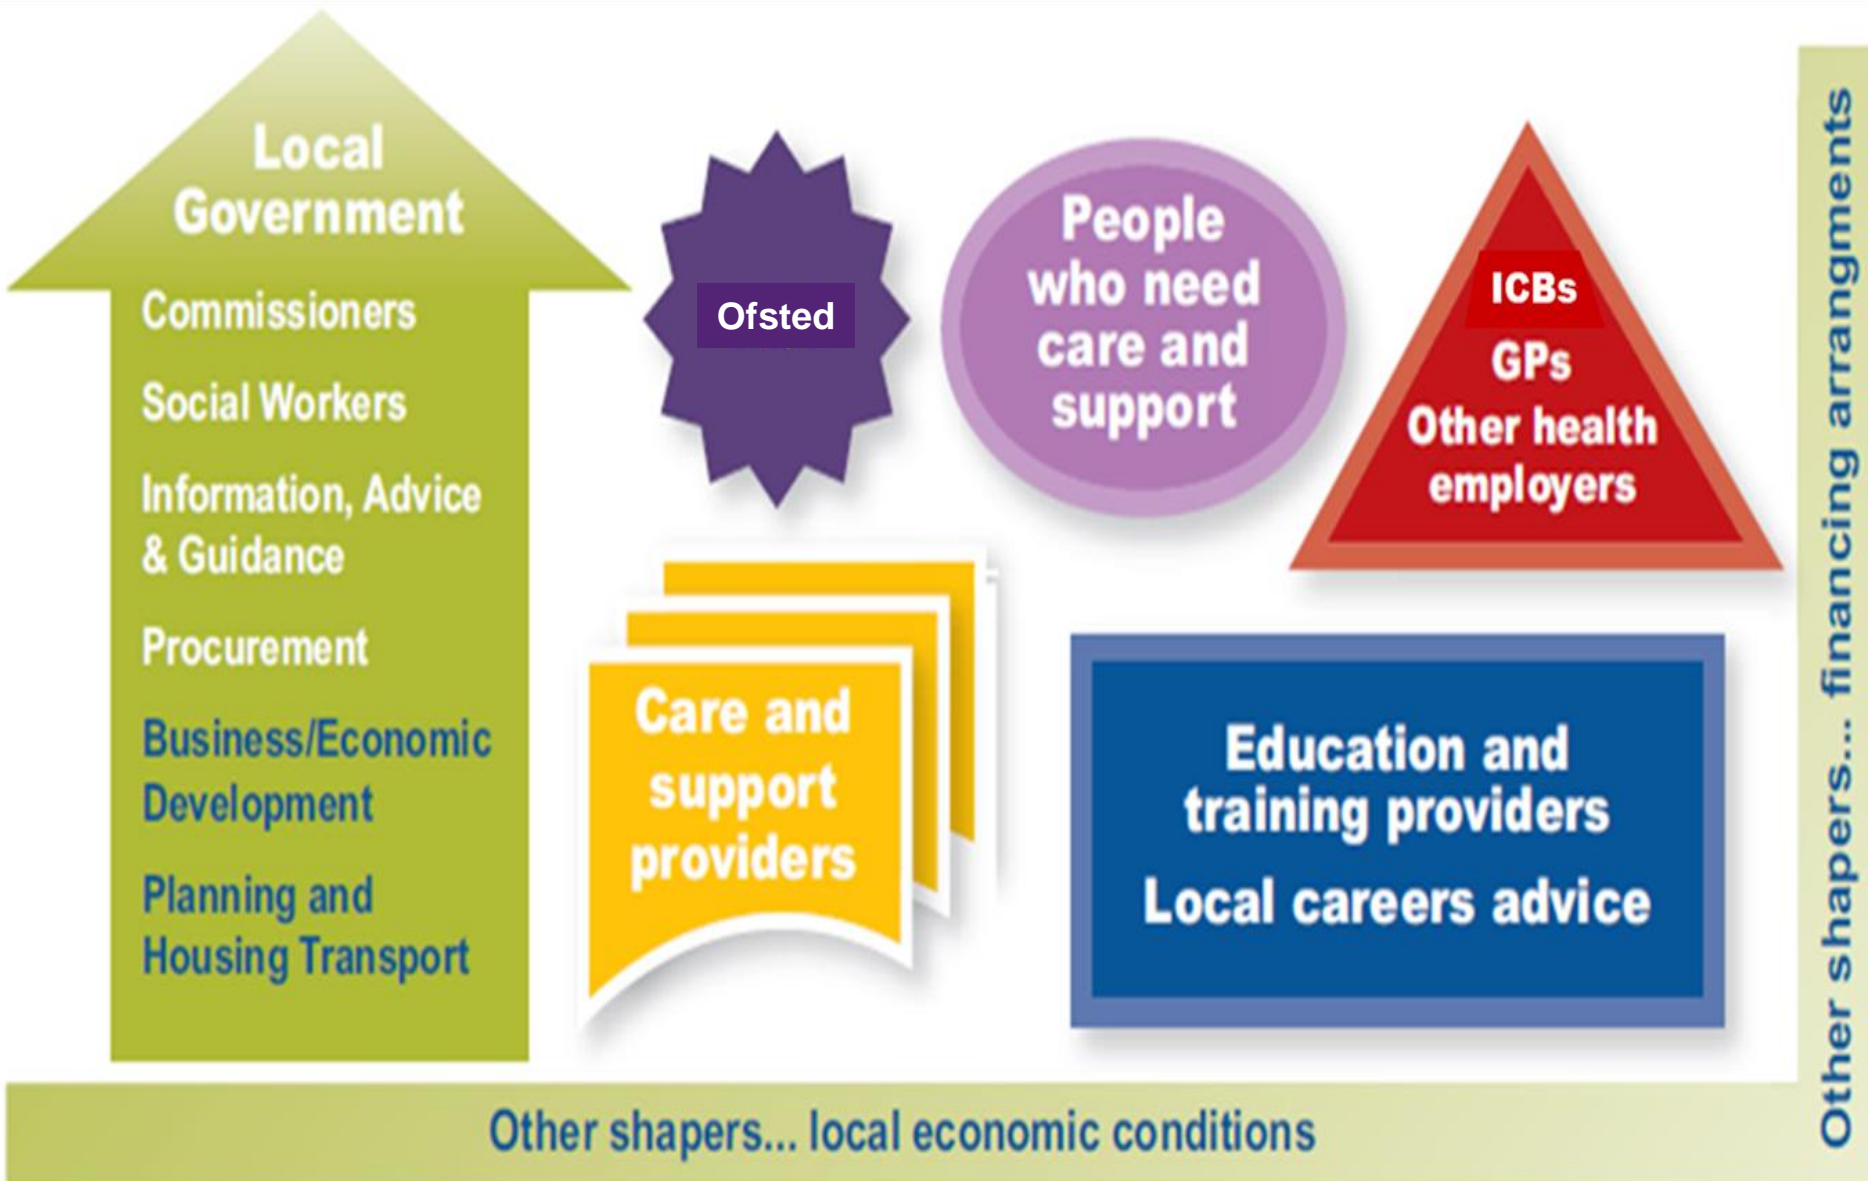 Local
Government
Commissioners
Social Workers
Information, Advice
& Guidance
Procurement
Business/Economic
Development
Planning and
Housing Transport
Ofsted
People
who need
care and
support
ICBs
GPs
Other health
employers
Care and
support
providers
Education and
training providers
Local careers advice
Other shapers... local economic conditions
Other shapers... financing arrangments